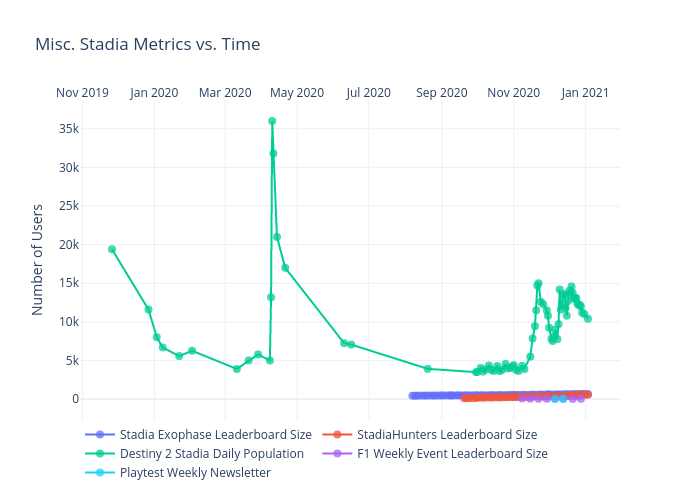 Misc. Stadia Metrics vs. Time
Nov 2019 Jan 2020 Mar 2020 May 2020 Jul 2020 Sep 2020 Nov 2020 Jan 2021
Number of Users
35k
30k
25k
20k
15k
10k
5k
0
Stadia Exophase Leaderboard Size StadiaHunters Leaderboard Size
Destiny 2 Stadia Daily Population F1 Weekly Event Leaderboard Size
Playtest Weekly Newsletter